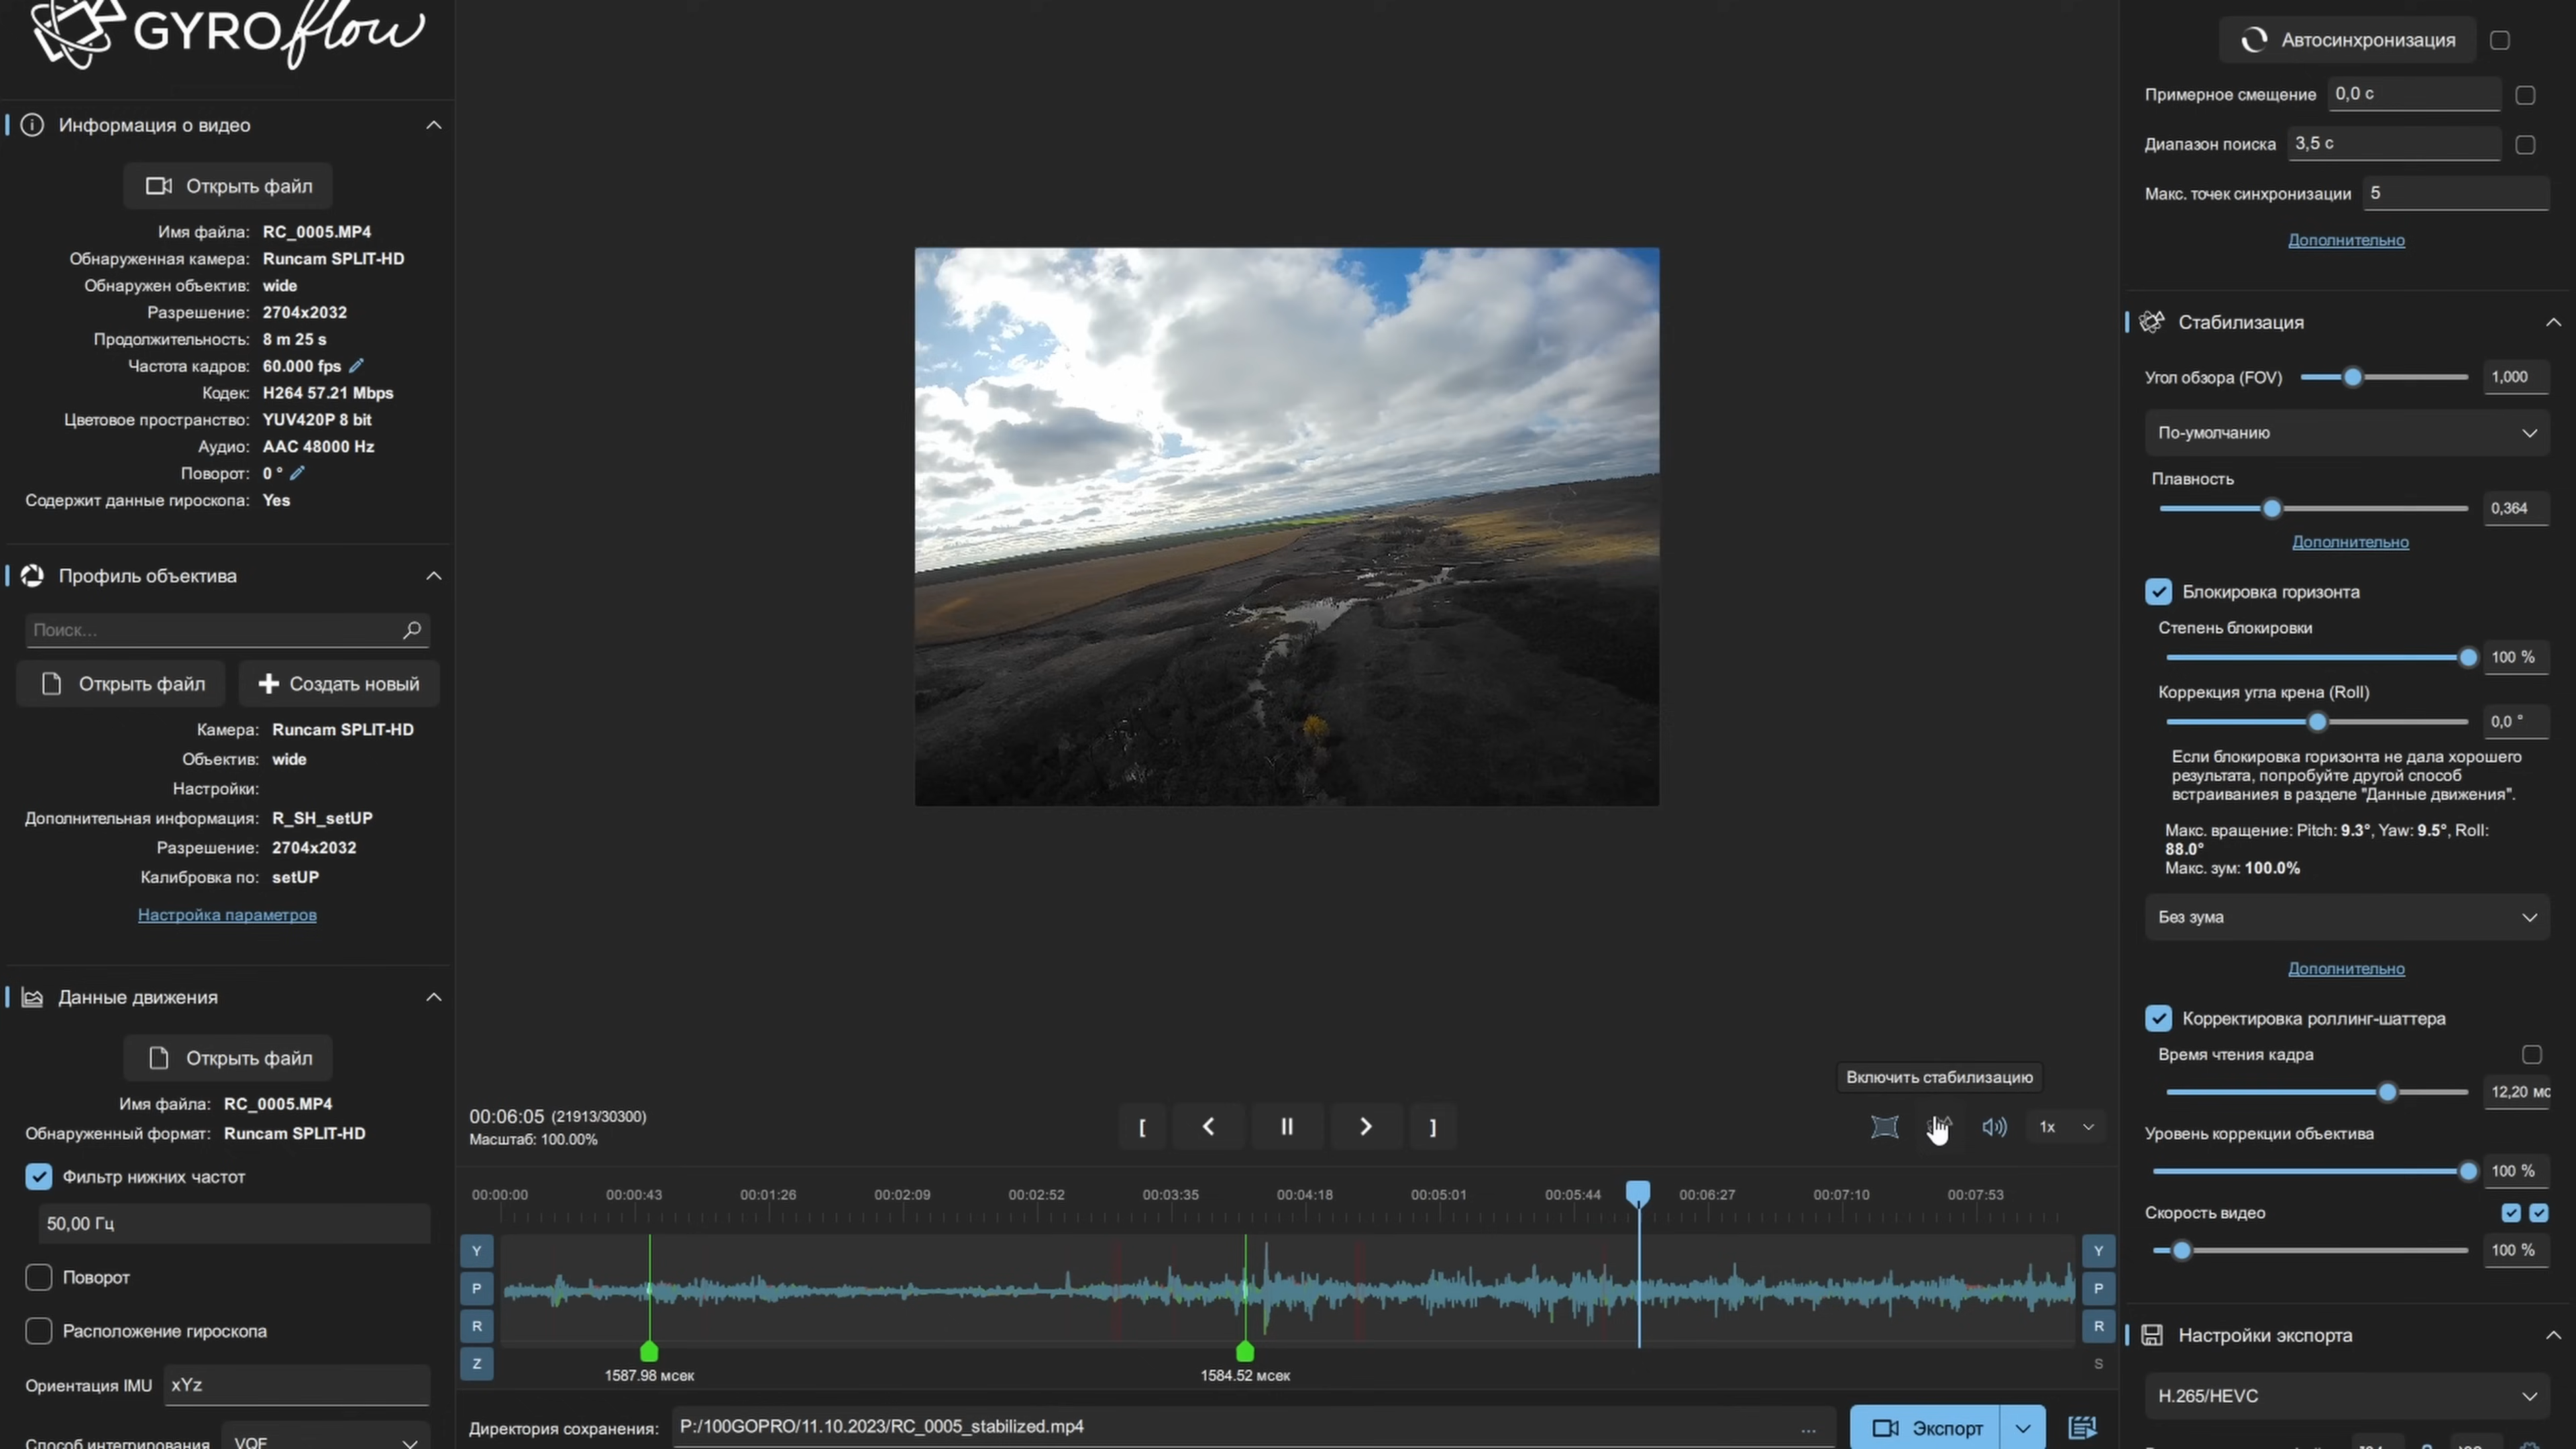 GYROflow
Информация о видео
Открыть файл
Имя файла: RC_0005.MP4
Обнаруженная камера: Runcam SPLIT-HD
Обнаружен объектив: wide
Разрешение: 2704x2032
Продолжительность: 8 m 25 s
Частота кадров: 60.000 fps
Кодек: H264 57.21 Mbps
Цветовое пространство: YUV420P 8 bit
Аудио: AAC 48000 Hz
Поворот: 0 °
Содержит данные гироскопа: Yes
Профиль объектива
Поиск...
Открыть файл
Создать новый
Камера: Runcam SPLIT-HD
Объектив: wide
Настройки:
Дополнительная информация: R_SH_setUP
Разрешение: 2704x2032
Калибровка по: setUP
Настройка параметров
Данные движения
Открыть файл
Имя файла: RC_0005.MP4
Обнаруженный формат: Runcam SPLIT-HD
Фильтр нижних частот
50,00 Гц
Поворот
Расположение гироскопа
Ориентация IMU xYz
Способ интегрирования VQF
Включить стабилизацию
00:06:05 (21913/30300)
Масштаб: 100.00%
[ ]
1x
00:00:00 00:00:43 00:01:26 00:02:09 00:02:52 00:03:35 00:04:18 00:05:01 00:05:44 00:06:27 00:07:10 00:07:53
Y Y
P P
R R
Z S
1587.98 мсек 1584.52 мсек
Директория сохранения: P:/100GOPRO/11.10.2023/RC_0005_stabilized.mp4 ...
Экспорт
Автосинхронизация
Примерное смещение 0,0 с
Диапазон поиска 3,5 с
Макс. точек синхронизации 5
Дополнительно
Стабилизация
Угол обзора (FOV) 1,000
По-умолчанию
Плавность
0,364
Дополнительно
Блокировка горизонта
Степень блокировки
100 %
Коррекция угла крена (Roll)
0,0 °
Если блокировка горизонта не дала хорошего
результата, попробуйте другой способ
встраиваниея в разделе "Данные движения".
Макс. вращение: Pitch: 9.3°, Yaw: 9.5°, Roll:
88.0°
Макс. зум: 100.0%
Без зума
Дополнительно
Корректировка роллинг-шаттера
Время чтения кадра
12,20 мс
Уровень коррекции объектива
100 %
Скорость видео
100 %
Настройки экспорта
H.265/HEVC